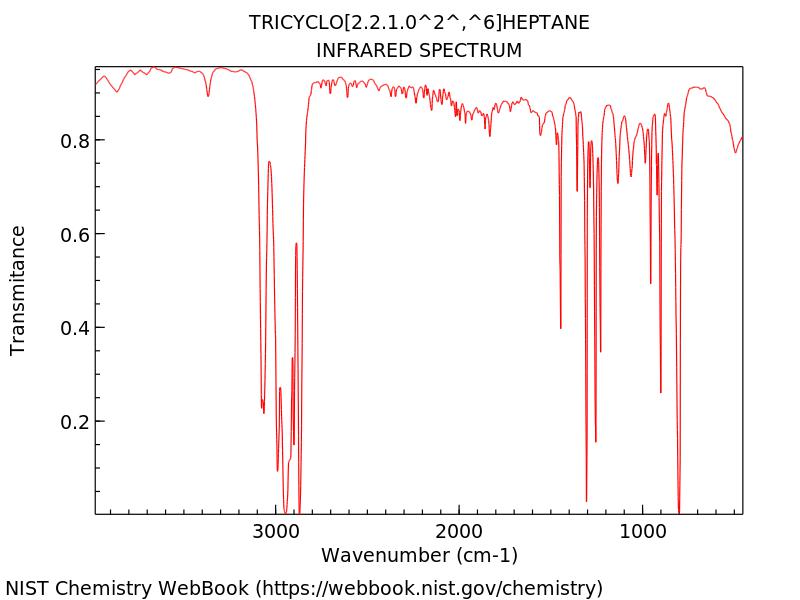 TRICYCLO[2.2.1.0^2^,^6]HEPTANE
INFRARED SPECTRUM
0.8
0.6
0.4
0.2
Transmitance
3000 2000 1000
Wavenumber (cm-1)
NIST Chemistry WebBook (https://webbook.nist.gov/chemistry)